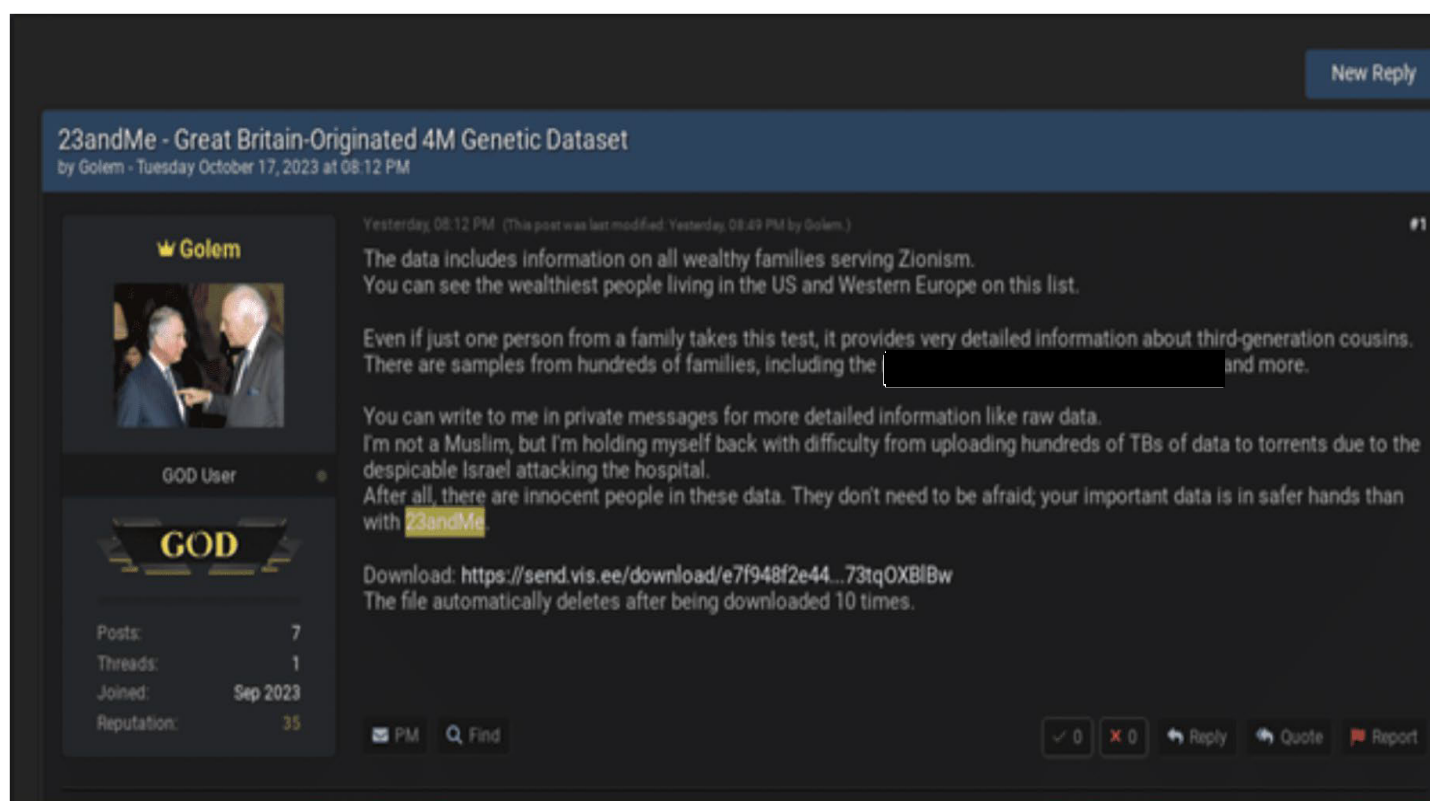 New Reply
23andMe - Great Britain-Originated 4M Genetic Dataset
by Golem - Tuesday October 17, 2023 at 08:12 PM
Golem
GOD User
GOD
Posts: 7
Threads: 1
Joined: Sep 2023
Reputation: 35
Yesterday, 08:12 PM (This post was last modified: Yesterday, 08:49 PM by Golem.)
#1
The data includes information on all wealthy families serving Zionism.
You can see the wealthiest people living in the US and Western Europe on this list.
Even if just one person from a family takes this test, it provides very detailed information about third-generation cousins.
There are samples from hundreds of families, including the and more.
You can write to me in private messages for more detailed information like raw data.
I'm not a Muslim, but I'm holding myself back with difficulty from uploading hundreds of TBs of data to torrents due to the
despicable Israel attacking the hospital.
After all, there are innocent people in these data. They don't need to be afraid; your important data is in safer hands than
with 23andMe.
Download: https://send.vis.ee/download/e7f948f2e44...73tqOXBlBw
The file automatically deletes after being downloaded 10 times.
PM Find 0 0 Reply Quote Report